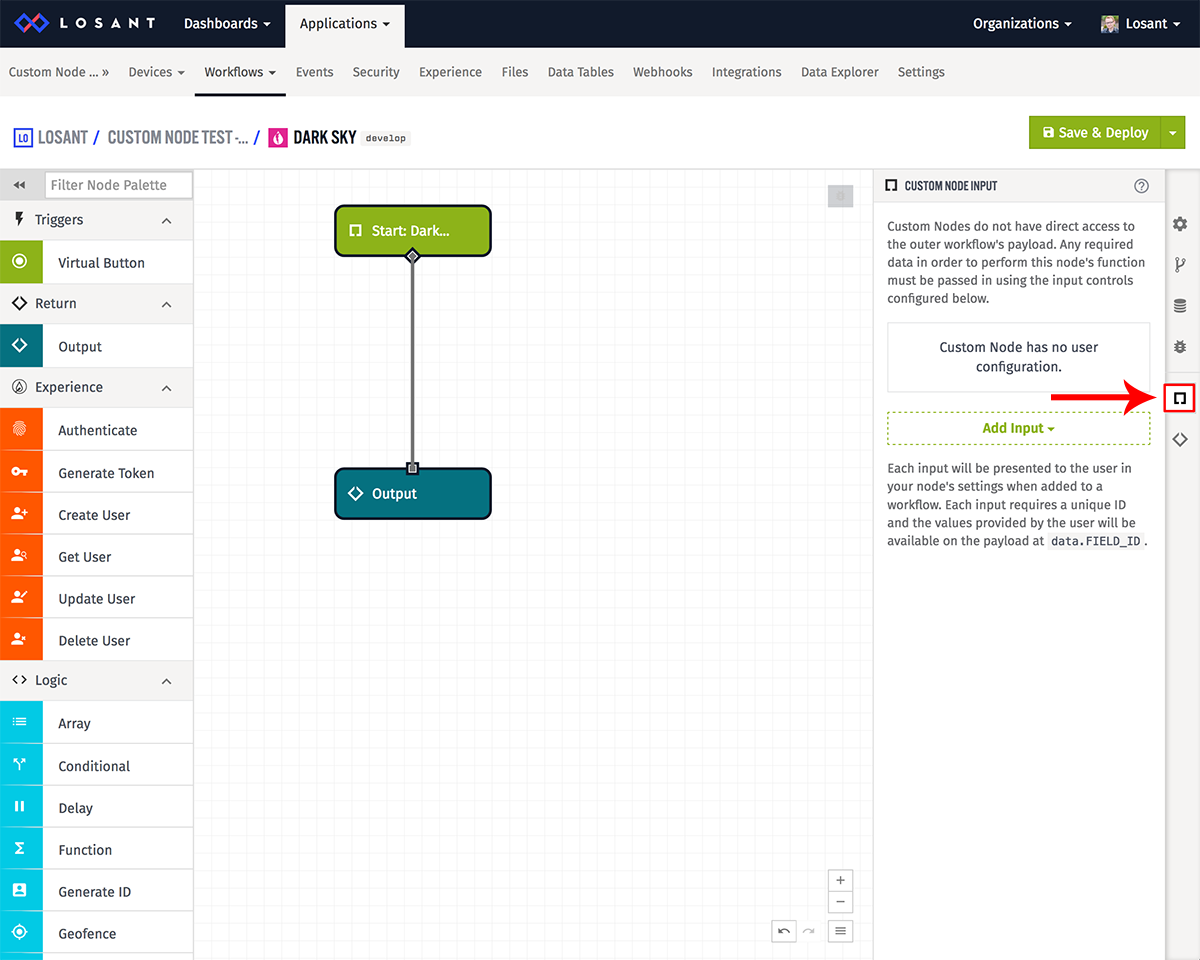 LOSANT Dashboards Applications Organizations Losant
Custom Node ... » Devices Workflows Events Security Experience Files Data Tables Webhooks Integrations Data Explorer Settings
LO LOSANT / CUSTOM NODE TEST -... / DARK SKY develop
Save & Deploy
Filter Node Palette
Triggers
Virtual Button
Return
Output
Experience
Authenticate
Generate Token
Create User
Get User
Update User
Delete User
Logic
Array
Conditional
Delay
Function
Generate ID
Geofence
Start: Dark...
Output
CUSTOM NODE INPUT
Custom Nodes do not have direct access to
the outer workflow's payload. Any required
data in order to perform this node's function
must be passed in using the input controls
configured below.
Custom Node has no user
configuration.
Add Input
Each input will be presented to the user in
your node's settings when added to a
workflow. Each input requires a unique ID
and the values provided by the user will be
available on the payload at data.FIELD_ID.